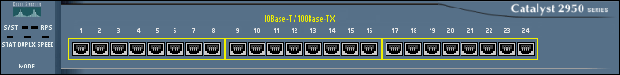 Cisco Systems
Catalyst 2950 SERIES
10Base-T / 100Base-TX
SYST RPS
1 2 3 4 5 6 7 8 9 10 11 12 13 14 15 16 17 18 19 20 21 22 23 24
STAT DUPLX SPEED
MODE